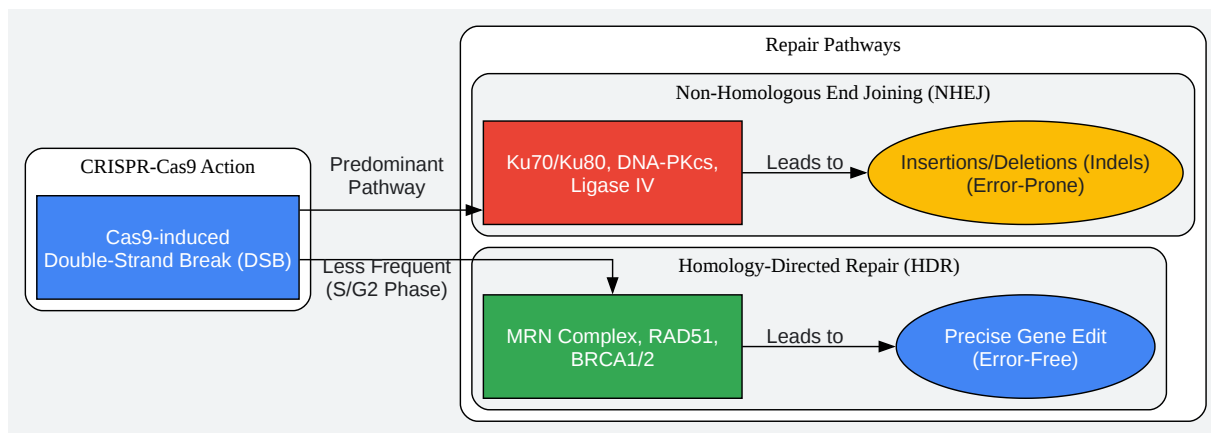 Repair Pathways
Non-Homologous End Joining (NHEJ)
CRISPR-Cas9 Action
Predominant
Pathway
Ku70/Ku80, DNA-PKcs,
Ligase IV
Leads to
Insertions/Deletions (Indels)
(Error-Prone)
Cas9-induced
Double-Strand Break (DSB)
Less Frequent
(S/G2 Phase)
Homology-Directed Repair (HDR)
MRN Complex, RAD51,
BRCA1/2
Leads to
Precise Gene Edit
(Error-Free)